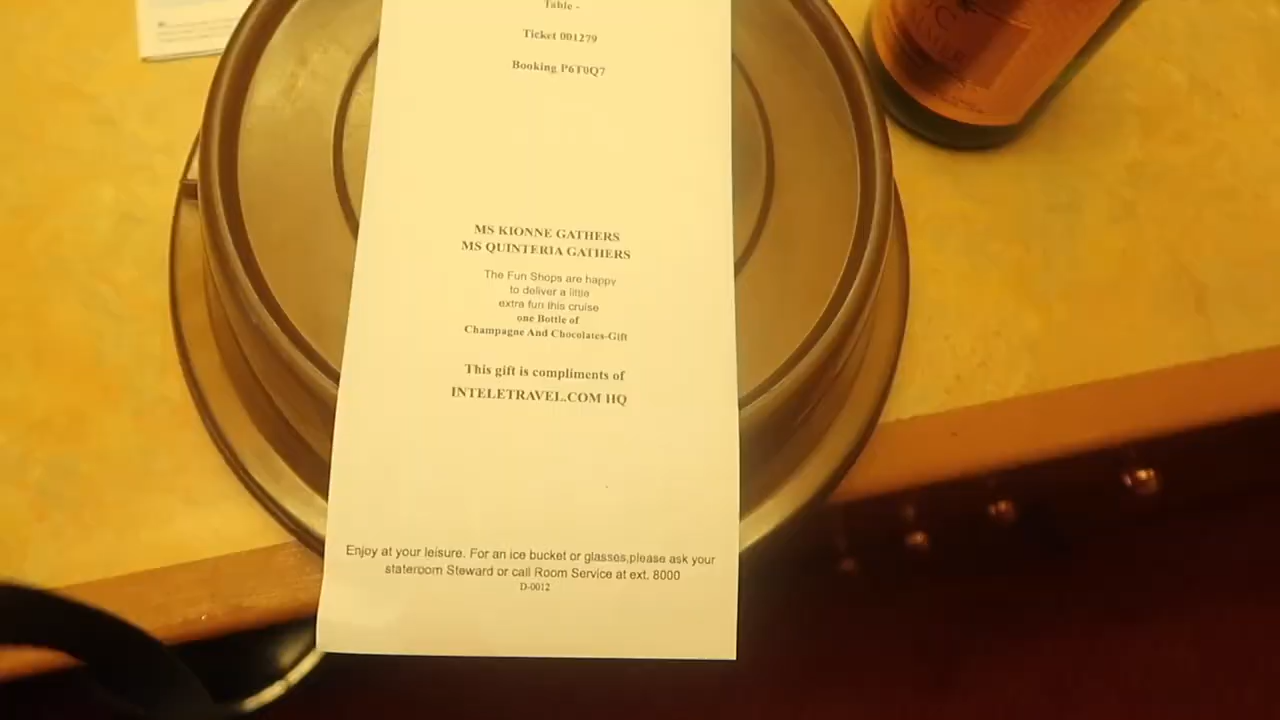 Table -
Ticket 001279
Booking P6T0Q7
MS KIONNE GATHERS
MS QUINTERIA GATHERS
The Fun Shops are happy
to deliver a little
extra fun this cruise
one Bottle of
Champagne And Chocolates-Gift
This gift is compliments of
INTELETRAVEL.COM HQ
Enjoy at your leisure. For an ice bucket or glasses,please ask your
stateroom Steward or call Room Service at ext. 8000
D-0012